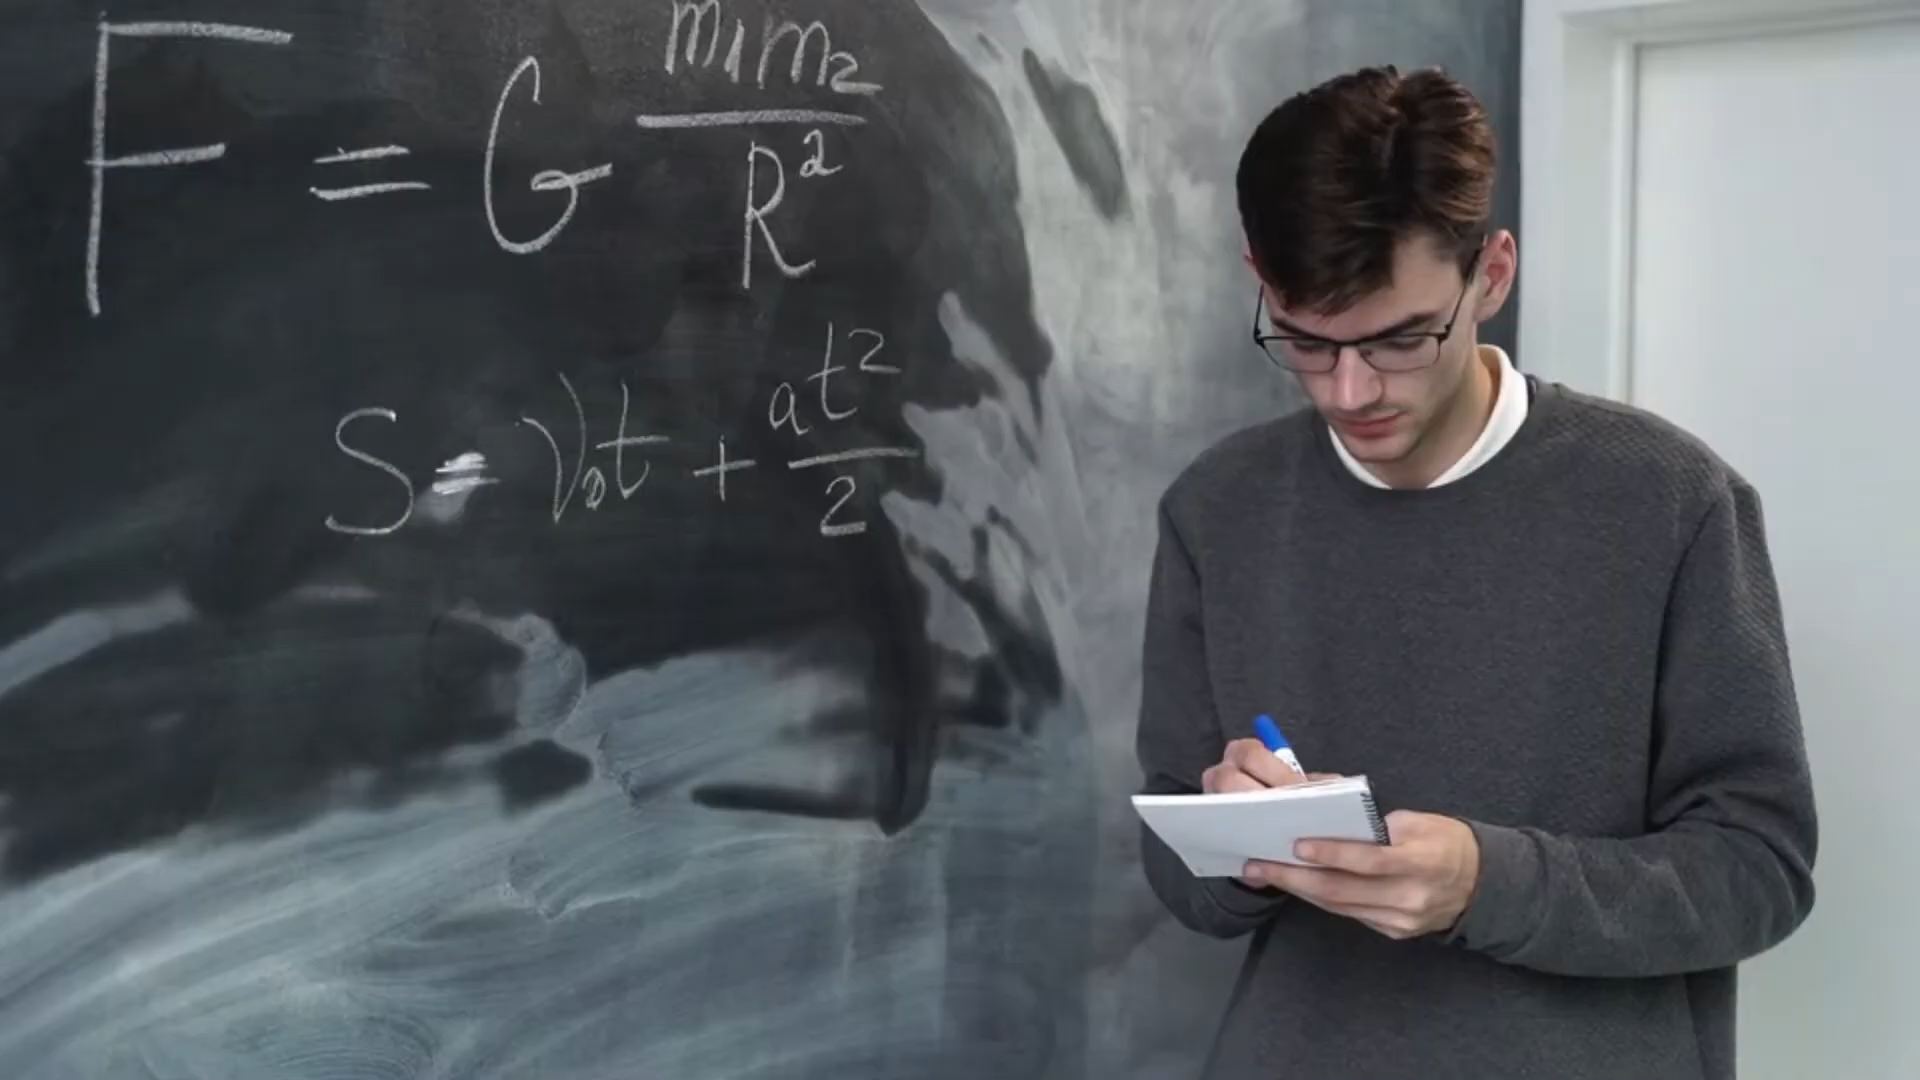 F = G m₁m₂/R²
S = V₀t + at²/2